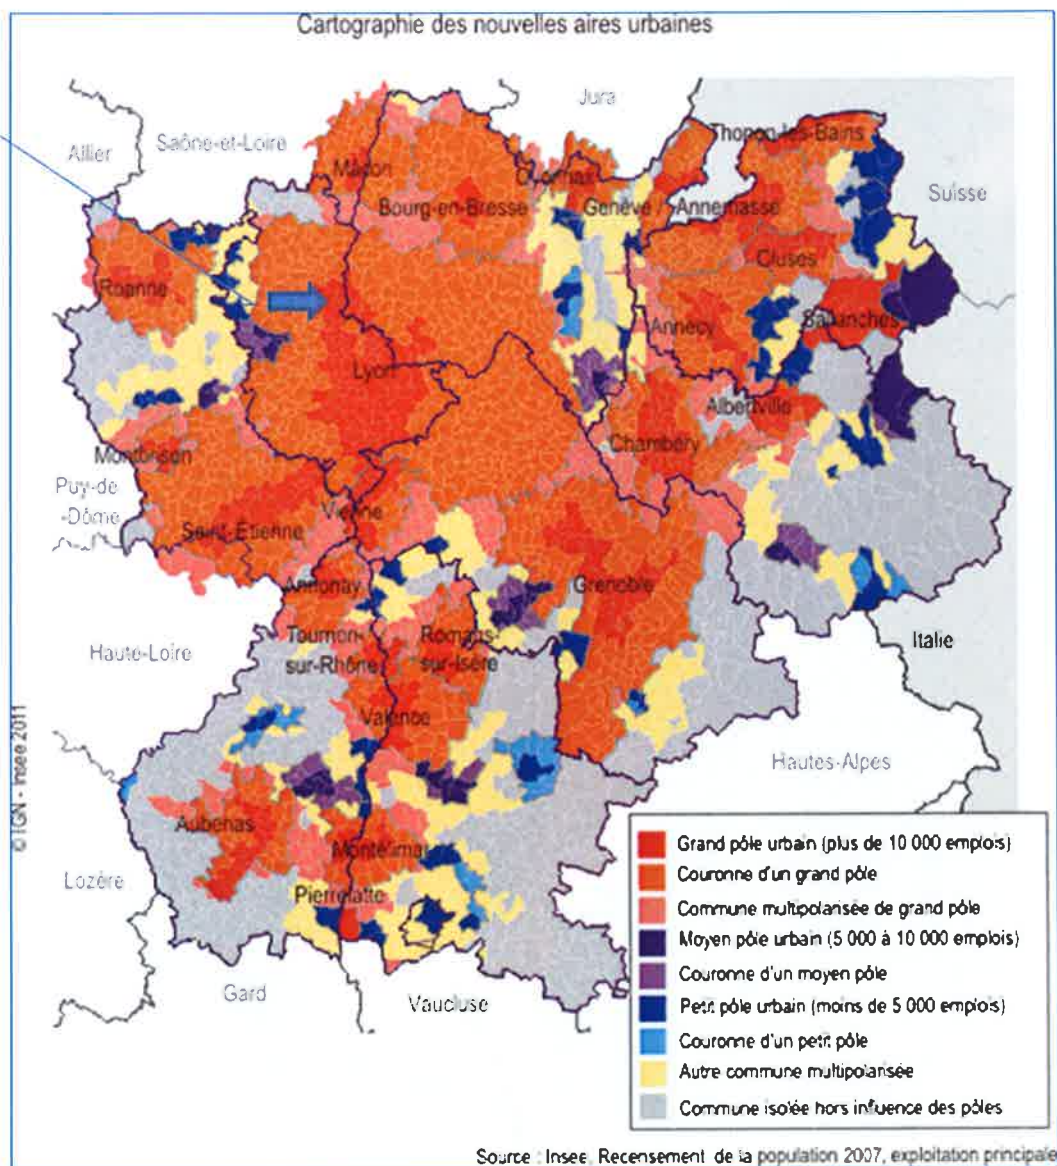 Cartographie des nouvelles aires urbaines
Jura
Allier
Saône-et-Loire
Thonon-les-Bains
Mâcon
Oyonnax
Suisse
Bourg-en-Bresse
Genève / Annemasse
Cluses
Roanne
Annecy
Sallanches
Lyon
Albertville
Chambéry
Montbrison
Puy-de
-Dôme
Vienne
Saint-Étienne
Annonay
Grenoble
Italie
Haute-Loire
Tournon-
sur-Rhône
Romans-
sur-Isère
Valence
Hautes-Alpes
© IGN - Insee 2011
Aubenas
Montélimar
Lozère
Pierrelatte
Gard
Vaucluse
Grand pôle urbain (plus de 10 000 emplois)
Couronne d'un grand pôle
Commune multipolarisée de grand pôle
Moyen pôle urbain (5 000 à 10 000 emplois)
Couronne d'un moyen pôle
Petit pôle urbain (moins de 5 000 emplois)
Couronne d'un petit pôle
Autre commune multipolarisée
Commune isolée hors influence des pôles
Source : Insee, Recensement de la population 2007, exploitation principale